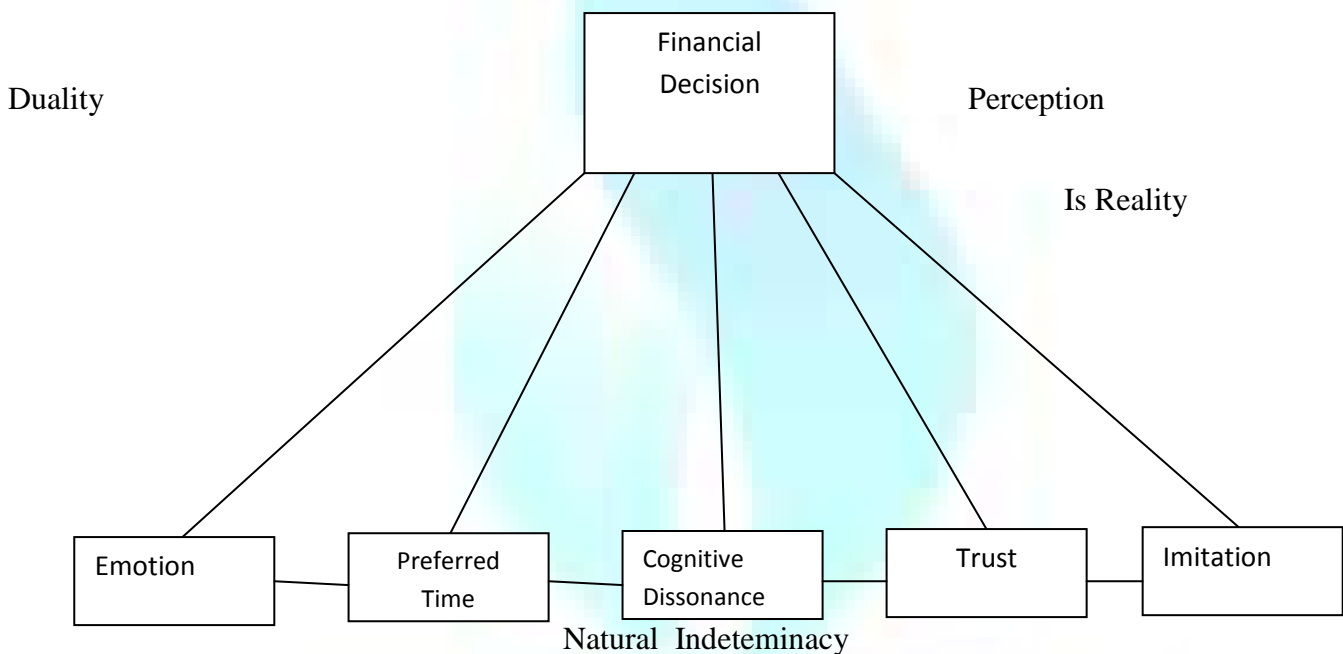 Financial
Decision
Duality
Perception
Is Reality
Emotion
Preferred
Time
Cognitive
Dissonance
Trust
Imitation
Natural Indeteminacy